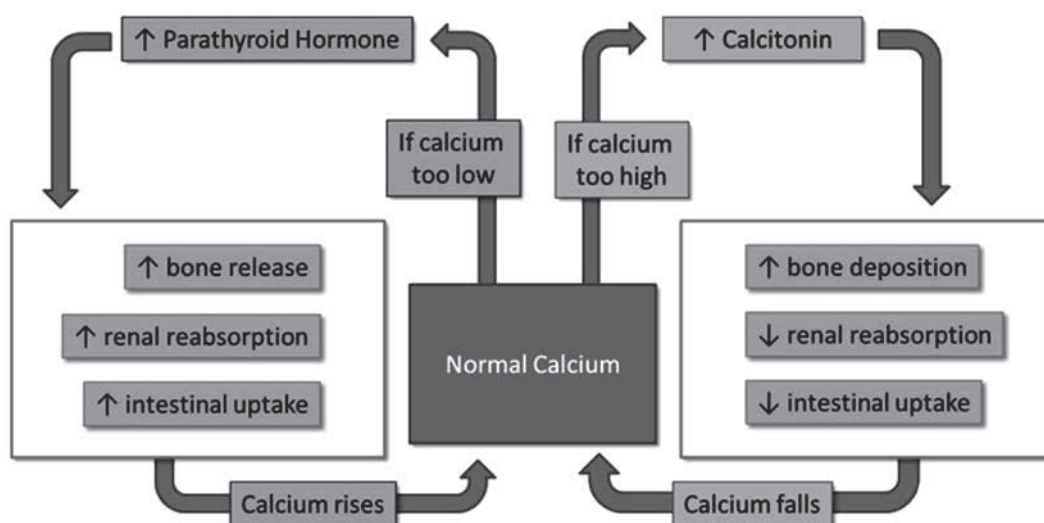 ↑ Parathyroid Hormone
↑ Calcitonin
If calcium
too low
If calcium
too high
↑ bone release
↑ renal reabsorption
↑ intestinal uptake
Normal Calcium
↑ bone deposition
↓ renal reabsorption
↓ intestinal uptake
Calcium rises
Calcium falls